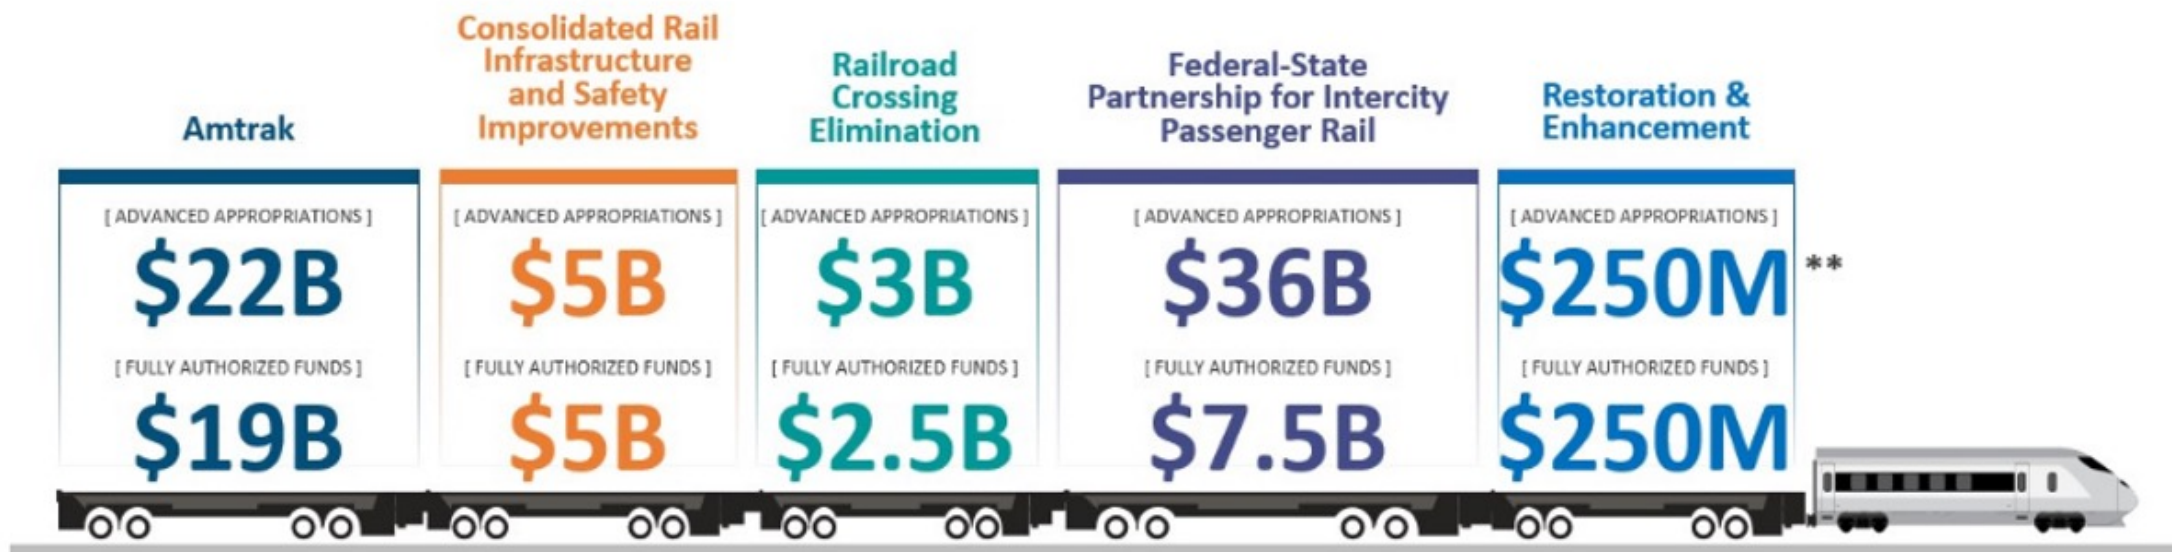 Amtrak
[ ADVANCED APPROPRIATIONS ]
$22B
[ FULLY AUTHORIZED FUNDS ]
$19B
Consolidated Rail
Infrastructure
and Safety
Improvements
[ ADVANCED APPROPRIATIONS ]
$5B
[ FULLY AUTHORIZED FUNDS ]
$5B
Railroad
Crossing
Elimination
[ ADVANCED APPROPRIATIONS ]
$3B
[ FULLY AUTHORIZED FUNDS ]
$2.5B
Federal-State
Partnership for Intercity
Passenger Rail
[ ADVANCED APPROPRIATIONS ]
$36B
[ FULLY AUTHORIZED FUNDS ]
$7.5B
Restoration &
Enhancement
[ ADVANCED APPROPRIATIONS ]
$250M **
[ FULLY AUTHORIZED FUNDS ]
$250M